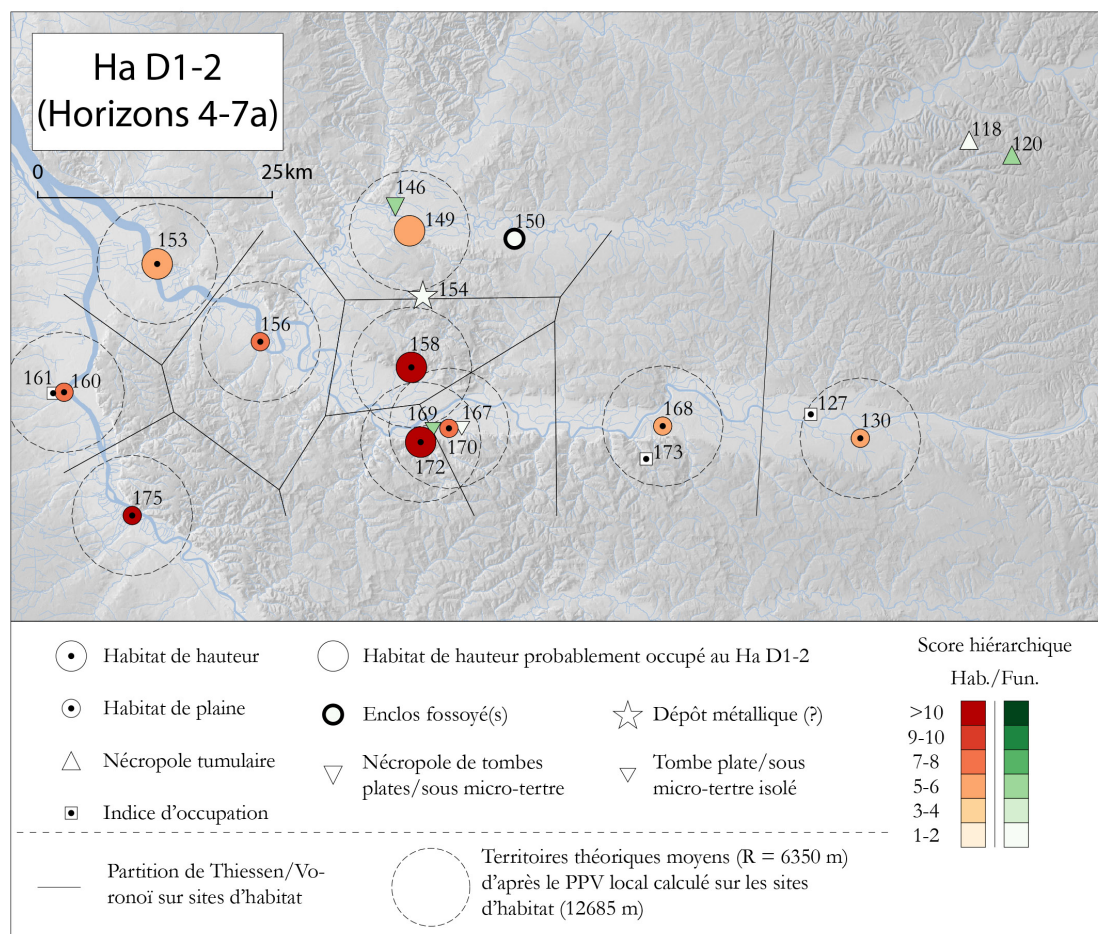 Ha D1-2
(Horizons 4-7a)
0
25 km
118
120
146
149
150
153
154
156
158
161
160
169
167
170
172
168
173
127
130
175
Habitat de hauteur
Habitat de plaine
Nécropole tumulaire
Indice d'occupation
Habitat de hauteur probablement occupé au Ha D1-2
Enclos fossoyé(s)
Dépôt métallique (?)
Nécropole de tombes
plates/sous micro-tertre
Tombe plate/sous
micro-tertre isolé
Score hiérarchique
Hab./Fun.
>10
9-10
7-8
5-6
3-4
1-2
Partition de Thiessen/Vo-
ronoï sur sites d'habitat
Territoires théoriques moyens (R = 6350 m)
d'après le PPV local calculé sur les sites
d'habitat (12685 m)